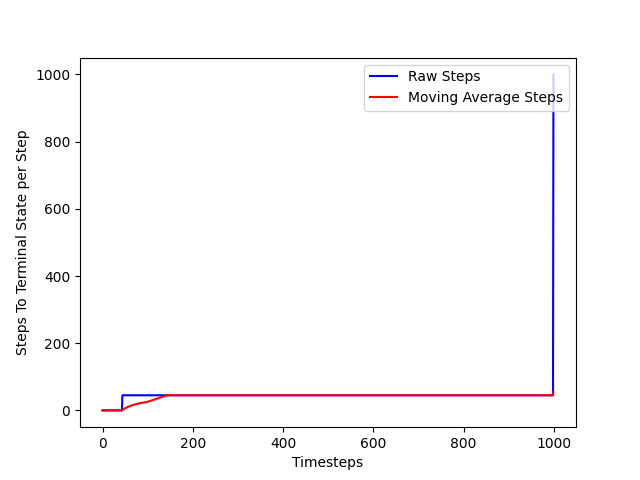 Raw Steps
Moving Average Steps
Steps To Terminal State per Step
1000
800
600
400
200
0
0 200 400 600 800 1000
Timesteps